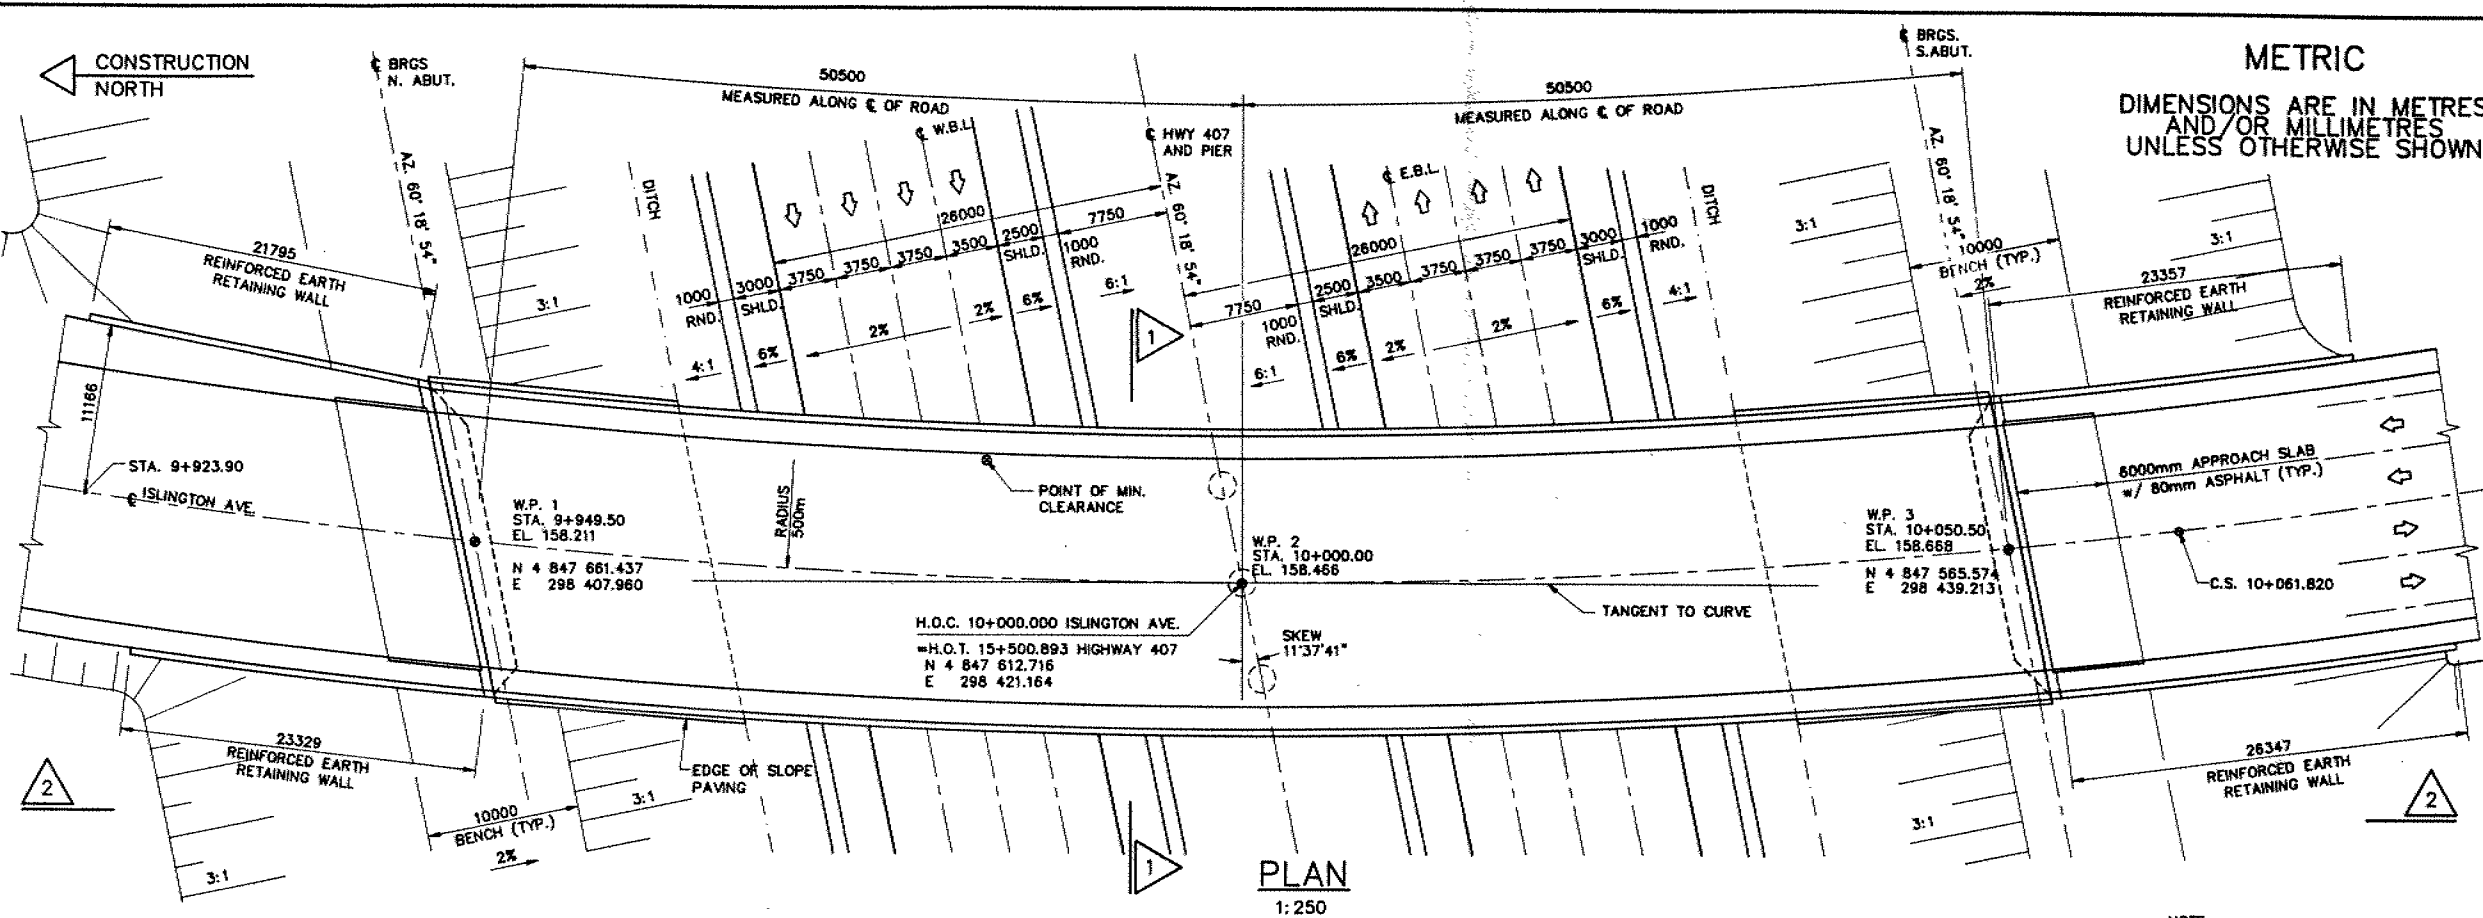 CONSTRUCTION
NORTH
℄ BRGS
N. ABUT.
50500
MEASURED ALONG ℄ OF ROAD
℄ W.B.L
℄ HWY 407
AND PIER
50500
MEASURED ALONG ℄ OF ROAD
℄ BRGS.
S.ABUT.
METRIC
DIMENSIONS ARE IN METRES
AND/OR MILLIMETRES
UNLESS OTHERWISE SHOWN
AZ. 60° 18' 54"
DITCH
26000
7750
1000
RND.
3000
SHLD.
3750
3750
3750
3500
2500
SHLD.
1000
RND.
4:1
6%
2%
2%
6%
6:1
AZ 60° 18' 54"
℄ E.B.L
26000
7750
1000
RND.
2500
SHLD.
3500
3750
3750
3750
3000
SHLD.
1000
RND.
6:1
6%
2%
2%
6%
4:1
DITCH
3:1
AZ. 60° 18' 54"
10000
BENCH (TYP.)
2%
3:1
23357
REINFORCED EARTH
RETAINING WALL
21795
REINFORCED EARTH
RETAINING WALL
3:1
1
11166
STA. 9+923.90
℄ ISLINGTON AVE.
W.P. 1
STA. 9+949.50
EL. 158.211
N 4 847 661.437
E 298 407.960
RADIUS
500m
POINT OF MIN.
CLEARANCE
W.P. 2
STA. 10+000.00
EL. 158.466
W.P. 3
STA. 10+050.50
EL. 158.668
N 4 847 565.574
E 298 439.213
6000mm APPROACH SLAB
w/ 80mm ASPHALT (TYP.)
C.S. 10+061.820
TANGENT TO CURVE
H.O.C. 10+000.000 ISLINGTON AVE.
=H.O.T. 15+500.893 HIGHWAY 407
N 4 847 612.716
E 298 421.164
SKEW
11°37'41"
23329
REINFORCED EARTH
RETAINING WALL
2
3:1
10000
BENCH (TYP.)
2%
3:1
EDGE OF SLOPE
PAVING
1
PLAN
1:250
3:1
26347
REINFORCED EARTH
RETAINING WALL
2